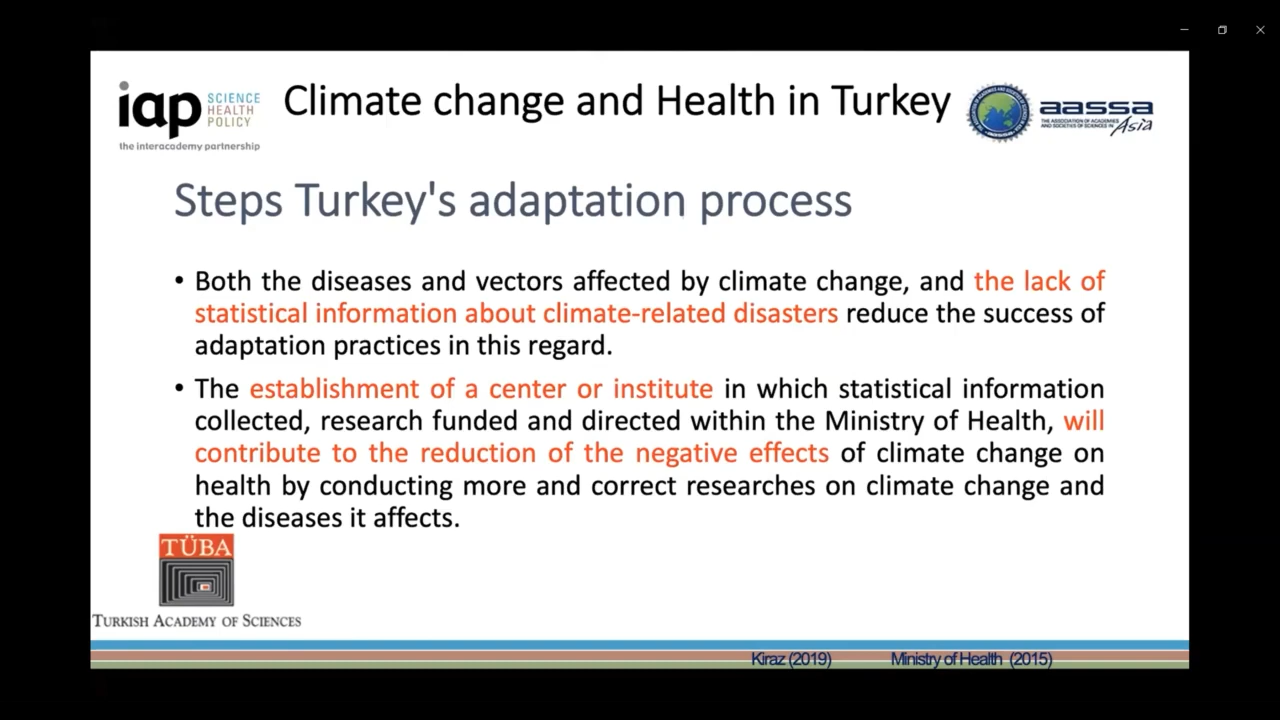 iap SCIENCE
HEALTH
POLICY
the interacademy partnership
Climate change and Health in Turkey
aassa
THE ASSOCIATION OF ACADEMIES
AND SOCIETIES OF SCIENCES IN
Asia
Steps Turkey's adaptation process
• Both the diseases and vectors affected by climate change, and the lack of
statistical information about climate-related disasters reduce the success of
adaptation practices in this regard.
• The establishment of a center or institute in which statistical information
collected, research funded and directed within the Ministry of Health, will
contribute to the reduction of the negative effects of climate change on
health by conducting more and correct researches on climate change and
the diseases it affects.
TÜBA
TURKISH ACADEMY OF SCIENCES
Kiraz (2019) Ministry of Health (2015)